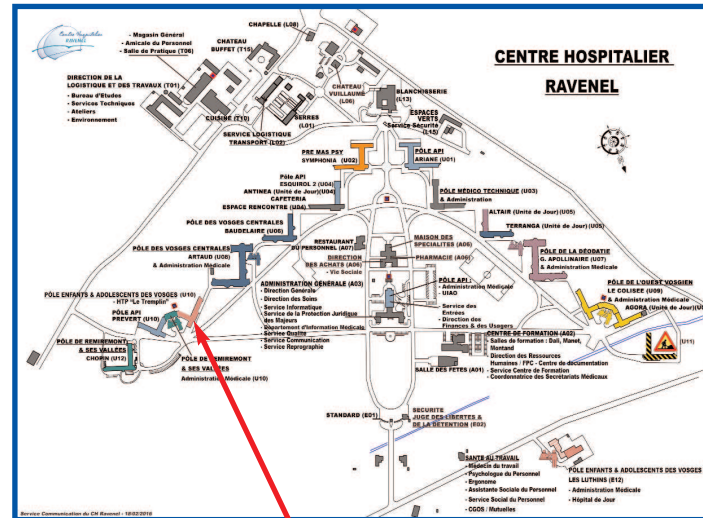 Centre Hospitalier
RAVENEL
- Magasin Général
- Amicale du Personnel
- Salle de Pratique (T06)
DIRECTION DE LA
LOGISTIQUE ET DES TRAVAUX (T01)
- Bureau d'Etudes
- Services Techniques
- Ateliers
- Environnement
CHATEAU
BUFFET (T15)
CHAPELLE (L08)
CHATEAU
VUILLAUME
(L06)
BLANCHISSERIE
(L13)
ESPACES
VERTS
Service Sécurité
(L15)
CENTRE HOSPITALIER
RAVENEL
CUISINE (T10)
SERRES
(L01)
SERVICE LOGISTIQUE
TRANSPORT (L02)
PRE MAS PSY
SYMPHONIA (U02)
PÔLE API
ARIANE (U01)
Pôle API
ESQUIROL 2 (U04)
ANTINEA (Unité de Jour)(U04)
CAFETERIA
ESPACE RENCONTRE (U04)
PÔLE MÉDICO TECHNIQUE (U03)
& Administration
ALTAIR (Unité de Jour) (U05)
TERRANGA (Unité de Jour) (U05)
PÔLE DES VOSGES CENTRALES
BAUDELAIRE (U06)
RESTAURANT
DU PERSONNEL (A07)
MAISON DES
SPECIALITES (A05)
PHARMACIE (A06)
DIRECTION
DES ACHATS (A06)
- Vie Sociale
PÔLE DE LA DÉODATIE
G. APOLLINAIRE (U07)
& Administration Médicale
PÔLE DES VOSGES CENTRALES
ARTAUD (U08)
& Administration Médicale
PÔLE DE L'OUEST VOSGIEN
LE COLISEE (U09)
& Administration Médicale
AGORA (Unité de Jour)(U
(U11)
PÔLE ENFANTS & ADOLESCENTS DES VOSGES (U10)
- HTP "Le Tremplin"
PÔLE API
PREVERT (U10)
PÔLE DE REMIREMONT
& SES VALLÉES
CHOPIN (U12)
PÔLE DE REMIREMONT
& SES VALLÉES
Administration Médicale (U10)
ADMINISTRATION GÉNÉRALE (A03)
- Direction Générale
- Direction des Soins
- Service Informatique
- Service de la Protection Juridique
des Majeurs
- Département d'Information Médicale
- Service Qualité
- Service Communication
- Service Reprographie
PÔLE API :
- Administration
Médicale
- UIAO
- Service des
Entrées
- Direction des
Finances & des Usagers
CENTRE DE FORMATION (A02)
- Salles de formation : Dali, Manet,
Montand
- Direction des Ressources
Humaines / FPC - Centre de documentation
- Service Centre de Formation
- Coordonnatrice des Secrétariats Médicaux
SALLE DES FETES (A01)
STANDARD (E01)
SECURITE
JUGE DES LIBERTES &
DE LA DETENTION (E02)
SANTE AU TRAVAIL
- Médecin du travail
- Psychologue du Personnel
- Ergonome
- Assistante Sociale du Personnel
- Service Social du Personnel
- CGOS / Mutuelles
PÔLE ENFANTS & ADOLESCENTS DES VOSGES
LES LUTHINS (E12)
- Administration Médicale
- Hôpital de Jour
Service Communication du CH Ravenel - 18/02/2016